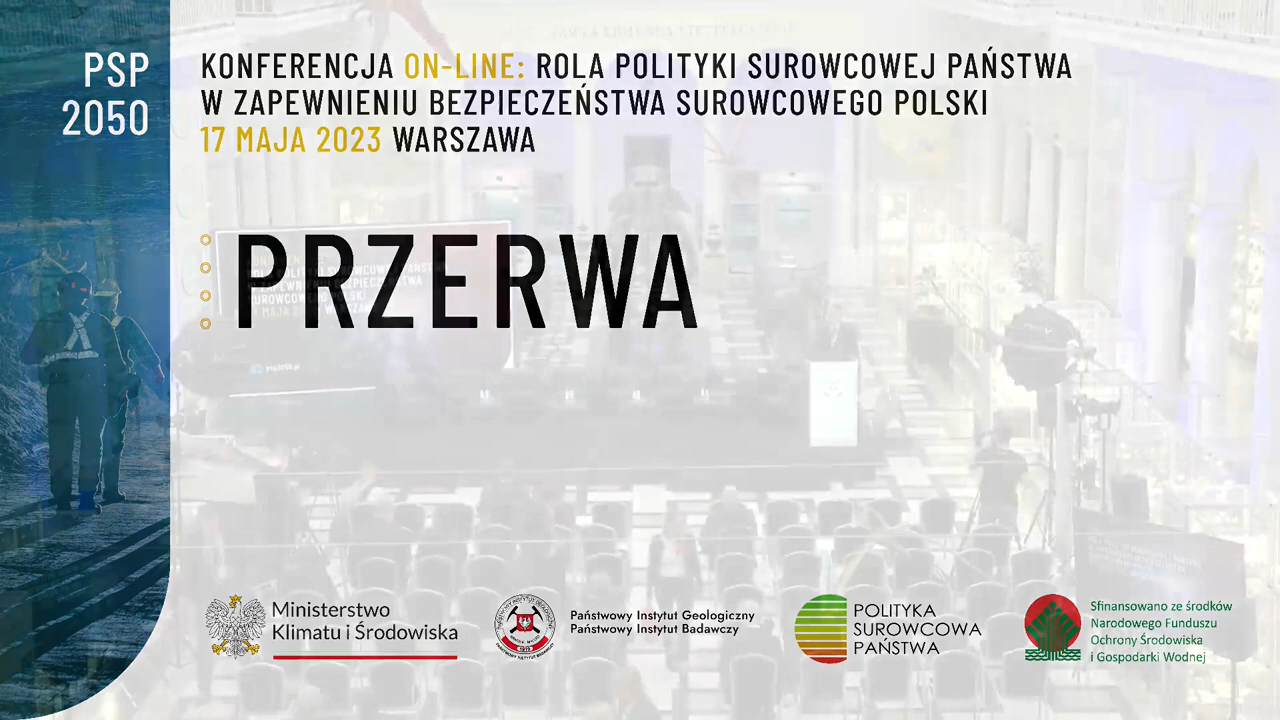 PSP
2050
KONFERENCJA ON-LINE: ROLA POLITYKI SUROWCOWEJ PAŃSTWA
W ZAPEWNIENIU BEZPIECZEŃSTWA SUROWCOWEGO POLSKI
17 MAJA 2023 WARSZAWA
PRZERWA
Ministerstwo
Klimatu i Środowiska
Państwowy Instytut Geologiczny
Państwowy Instytut Badawczy
POLITYKA
SUROWCOWA
PAŃSTWA
Sfinansowano ze środków
Narodowego Funduszu
Ochrony Środowiska
i Gospodarki Wodnej